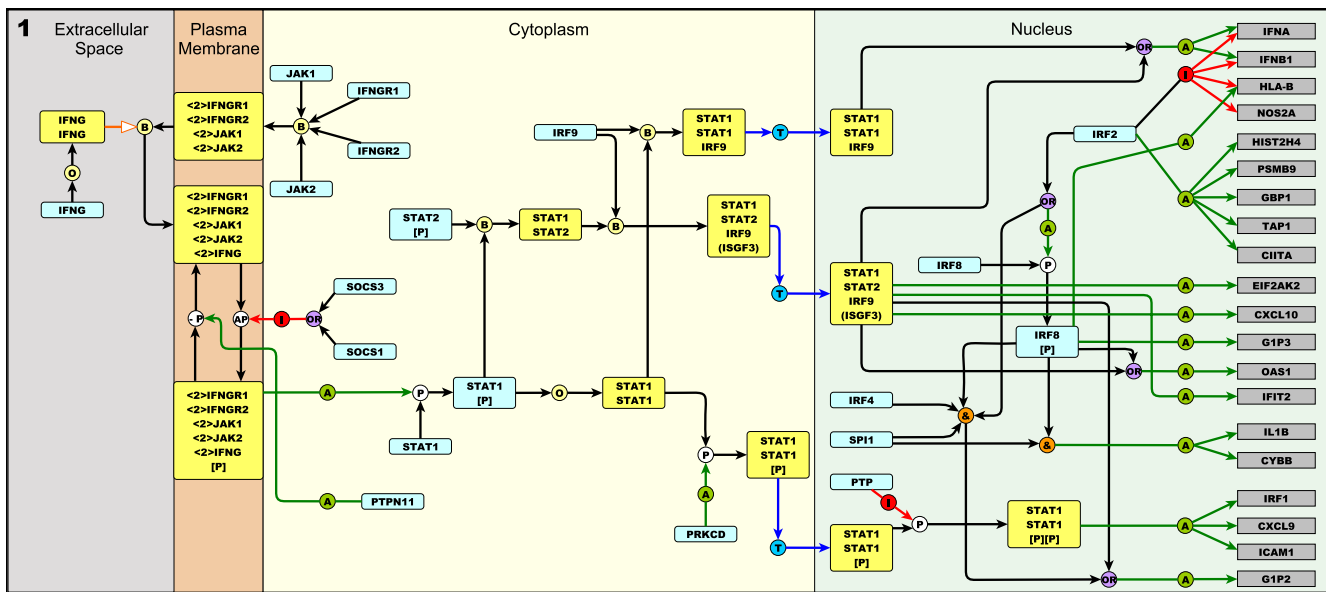 1
Extracellular
Space
Plasma
Membrane
Cytoplasm
Nucleus
IFNG
IFNG
B
O
IFNG
<2>IFNGR1
<2>IFNGR2
<2>JAK1
<2>JAK2
<2>IFNGR1
<2>IFNGR2
<2>JAK1
<2>JAK2
<2>IFNG
- P
AP
<2>IFNGR1
<2>IFNGR2
<2>JAK1
<2>JAK2
<2>IFNG
[P]
JAK1
IFNGR1
B
IFNGR2
JAK2
SOCS3
I
OR
SOCS1
A
P
STAT1
A
PTPN11
STAT2
[P]
B
STAT1
STAT2
B
STAT1
[P]
O
STAT1
STAT1
IRF9
B
STAT1
STAT1
IRF9
T
STAT1
STAT2
IRF9
(ISGF3)
T
P
A
PRKCD
STAT1
STAT1
[P]
T
STAT1
STAT1
IRF9
STAT1
STAT2
IRF9
(ISGF3)
IRF4
SPI1
PTP
I
STAT1
STAT1
[P]
P
STAT1
STAT1
[P][P]
IRF2
OR
A
IRF8
P
IRF8
[P]
OR
&
&
OR
OR
A
I
A
A
A
A
A
A
A
A
A
A
IFNA
IFNB1
HLA-B
NOS2A
HIST2H4
PSMB9
GBP1
TAP1
CIITA
EIF2AK2
CXCL10
G1P3
OAS1
IFIT2
IL1B
CYBB
IRF1
CXCL9
ICAM1
G1P2